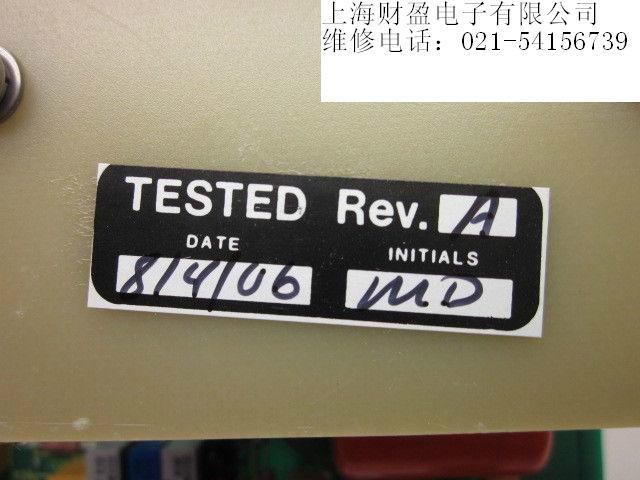 上海财盈电子有限公司
维修电话：021-54156739
TESTED Rev. A
DATE INITIALS
8/4/06 M.D